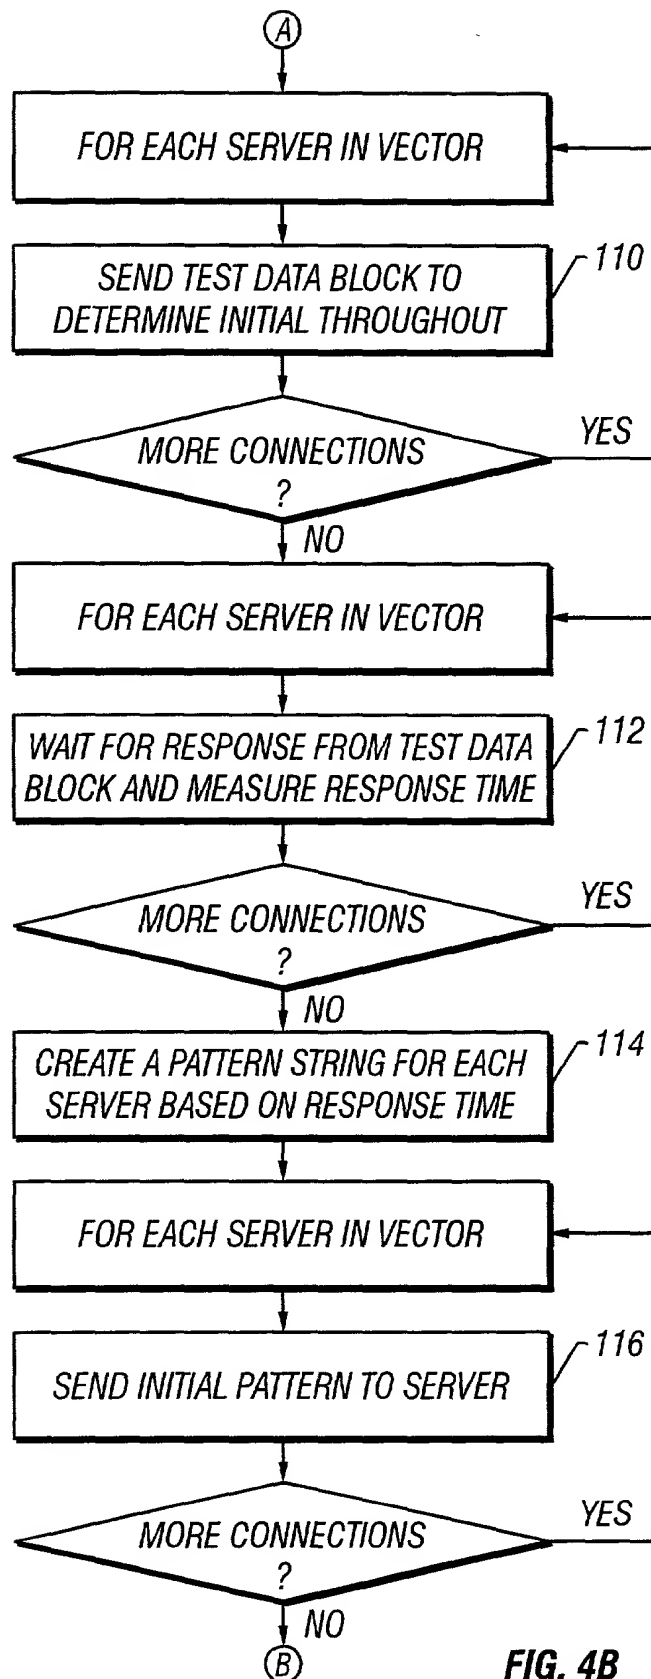 A
FOR EACH SERVER IN VECTOR
110
SEND TEST DATA BLOCK TO
DETERMINE INITIAL THROUGHOUT
MORE CONNECTIONS
?
YES
NO
FOR EACH SERVER IN VECTOR
112
WAIT FOR RESPONSE FROM TEST DATA
BLOCK AND MEASURE RESPONSE TIME
MORE CONNECTIONS
?
YES
NO
114
CREATE A PATTERN STRING FOR EACH
SERVER BASED ON RESPONSE TIME
FOR EACH SERVER IN VECTOR
116
SEND INITIAL PATTERN TO SERVER
MORE CONNECTIONS
?
YES
NO
B
FIG. 4B